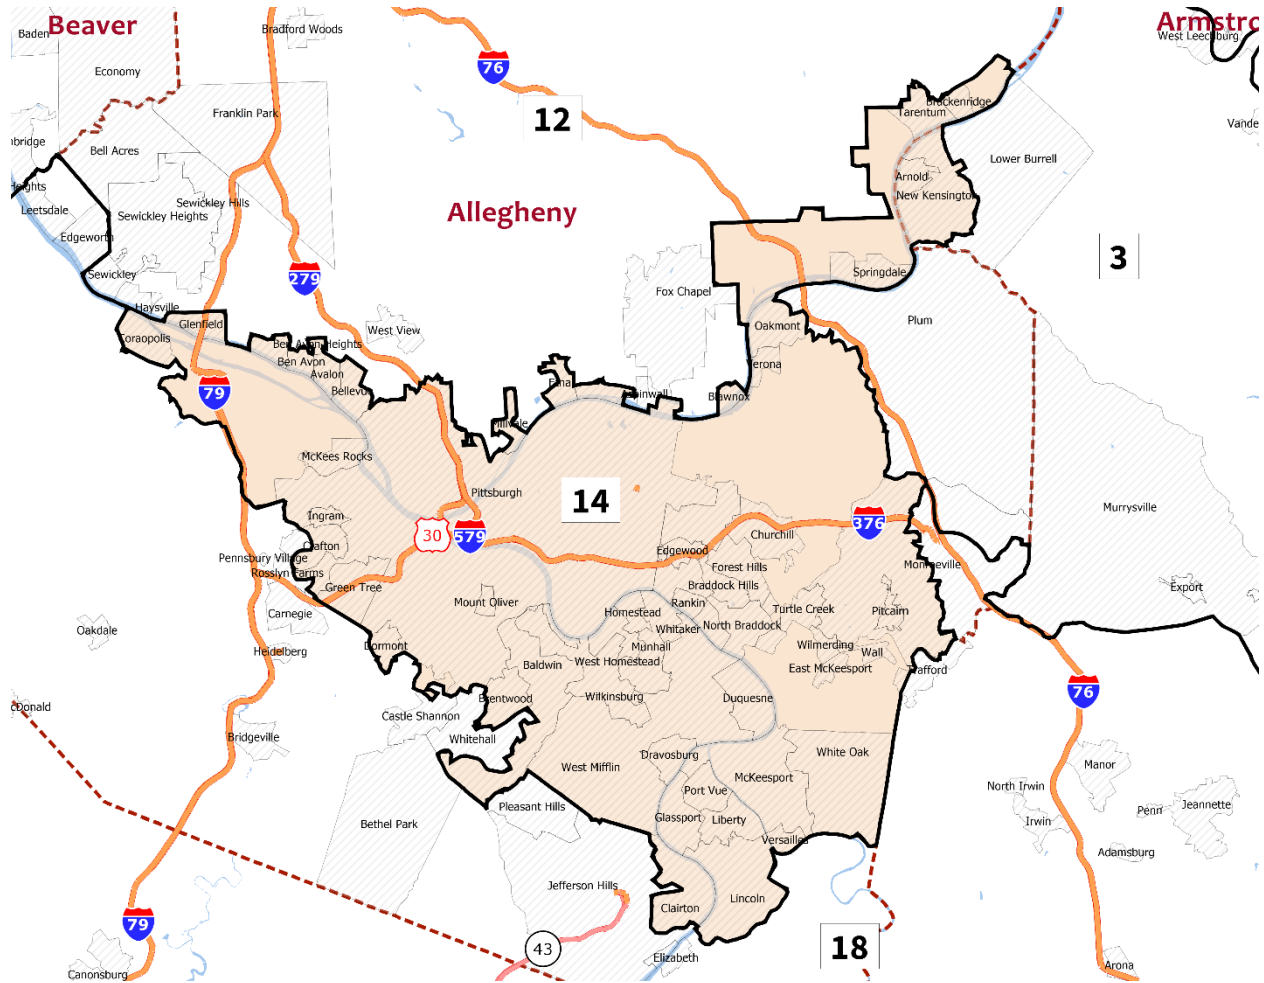 Beaver
Armstro
Baden
Bradford Woods
West Leechburg
Economy
76
12
Franklin Park
Brackenridge
Tarentum
Vande
nbridge
Bell Acres
Lower Burrell
Heights
Arnold
New Kensington
Leetsdale
Sewickley Hills
Sewickley Heights
Allegheny
Edgeworth
3
Sewickley
279
Springdale
Fox Chapel
Haysville
Glenfield
West View
Plum
Oakmont
Coraopolis
Ben Avon Heights
Ben Avon
Avalon
Verona
79
Bellevue
Etna
Aspinwall
Blawnox
Millvale
McKees Rocks
Pittsburgh
14
Murrysville
Ingram
30
579
376
Churchill
Crafton
Edgewood
Pennsbury Village
Rosslyn Farms
Forest Hills
Monroeville
Green Tree
Braddock Hills
Export
Mount Oliver
Rankin
Turtle Creek
Pitcairn
Carnegie
Homestead
North Braddock
Oakdale
Whitaker
Dormont
Munhall
Wilmerding
Wall
Heidelberg
Baldwin
West Homestead
East McKeesport
Trafford
76
Brentwood
Wilkinsburg
Duquesne
cDonald
Castle Shannon
Bridgeville
Whitehall
White Oak
Dravosburg
West Mifflin
McKeesport
Manor
Port Vue
North Irwin
Pleasant Hills
Penn
Jeannette
Bethel Park
Glassport
Liberty
Irwin
Versailles
Adamsburg
Jefferson Hills
Lincoln
Clairton
79
43
18
Elizabeth
Canonsburg
Arona